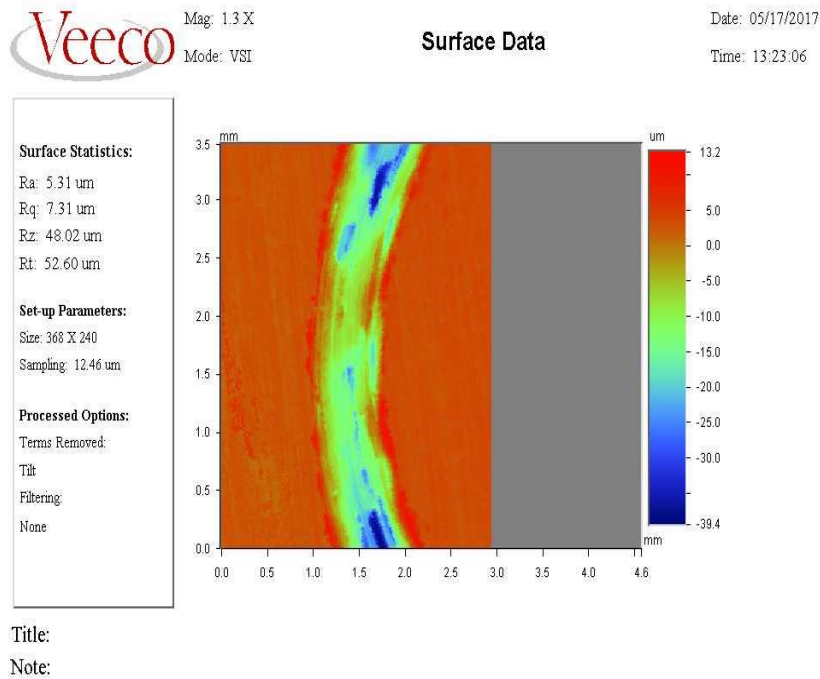 Veeco
Mag: 1.3 X
Mode: VSI
Surface Data
Date: 05/17/2017
Time: 13:23:06
Surface Statistics:
Ra: 5.31 um
Rq: 7.31 um
Rz: 48.02 um
Rt: 52.60 um
Set-up Parameters:
Size: 368 X 240
Sampling: 12.46 um
Processed Options:
Terms Removed:
Tilt
Filtering:
None
mm
3.5
3.0
2.5
2.0
1.5
1.0
0.5
0.0
0.0 0.5 1.0 1.5 2.0 2.5 3.0 3.5 4.0 4.6
mm
um
13.2
5.0
0.0
-5.0
-10.0
-15.0
-20.0
-25.0
-30.0
-39.4
Title:
Note: